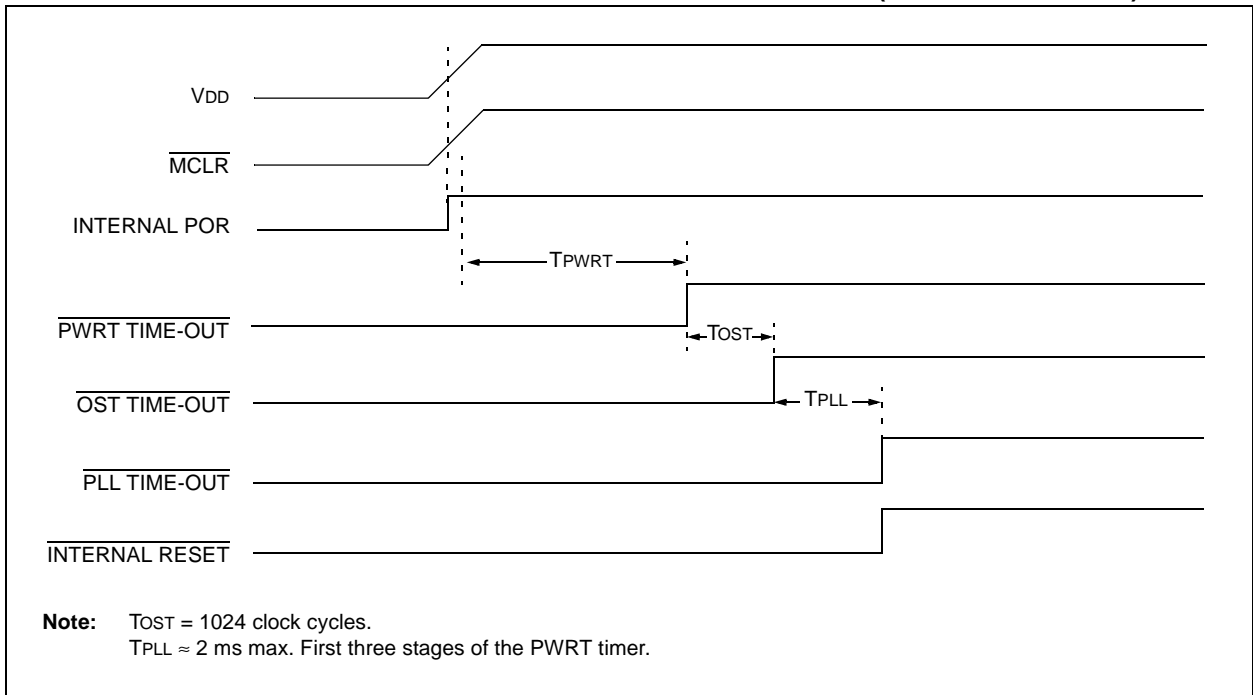 VDD
MCLR
INTERNAL POR
TPWRT
PWRT TIME-OUT
TOST
OST TIME-OUT
TPLL
PLL TIME-OUT
INTERNAL RESET
Note: TOST = 1024 clock cycles.
TPLL ≈ 2 ms max. First three stages of the PWRT timer.